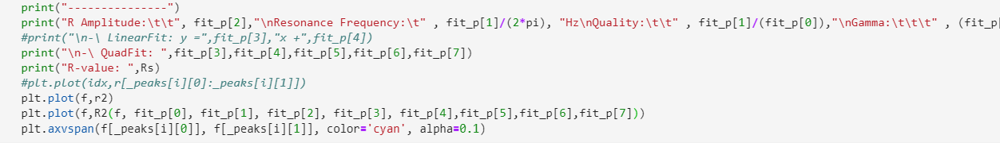 print("---------------")
print("R Amplitude:\t\t", fit_p[2],"\nResonance Frequency:\t" , fit_p[1]/(2*pi), "Hz\nQuality:\t\t" , fit_p[1]/(fit_p[0]),"\nGamma:\t\t\t" , (fit_p[
#print("\n-\ LinearFit: y =",fit_p[3],"x +",fit_p[4])
print("\n-\ QuadFit: ",fit_p[3],fit_p[4],fit_p[5],fit_p[6],fit_p[7])
print("R-value: ",Rs)
#plt.plot(idx,r[_peaks[i][0]:_peaks[i][1]])
plt.plot(f,r2)
plt.plot(f,R2(f, fit_p[0], fit_p[1], fit_p[2], fit_p[3], fit_p[4],fit_p[5],fit_p[6],fit_p[7]))
plt.axvspan(f[_peaks[i][0]], f[_peaks[i][1]], color='cyan', alpha=0.1)